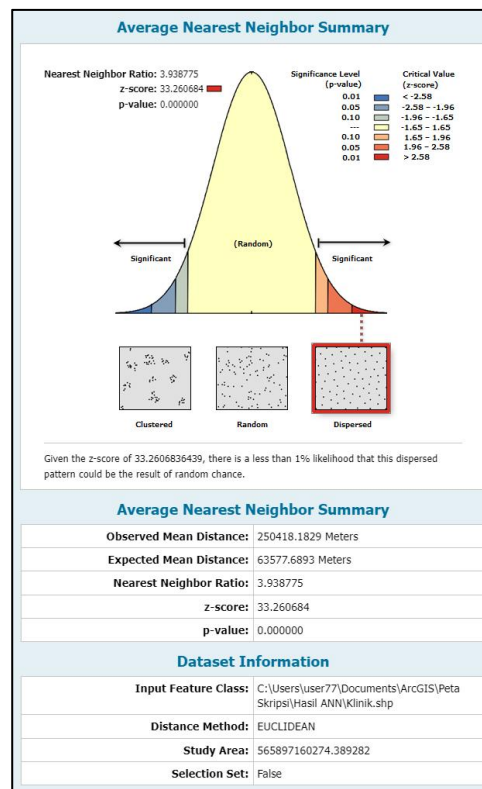 Average Nearest Neighbor Summary
Nearest Neighbor Ratio: 3.938775
z-score: 33.260684
p-value: 0.000000
Significance Level (p-value) Critical Value (z-score)
0.01 < -2.58
0.05 -2.58 - -1.96
0.10 -1.96 - -1.65
--- -1.65 - 1.65
0.10 1.65 - 1.96
0.05 1.96 - 2.58
0.01 > 2.58
Significant (Random) Significant
Clustered Random Dispersed
Given the z-score of 33.2606836439, there is a less than 1% likelihood that this dispersed
pattern could be the result of random chance.
Average Nearest Neighbor Summary
Observed Mean Distance: 250418.1829 Meters
Expected Mean Distance: 63577.6893 Meters
Nearest Neighbor Ratio: 3.938775
z-score: 33.260684
p-value: 0.000000
Dataset Information
Input Feature Class: C:\Users\user77\Documents\ArcGIS\Peta
Skripsi\Hasil ANN\Klinik.shp
Distance Method: EUCLIDEAN
Study Area: 565897160274.389282
Selection Set: False